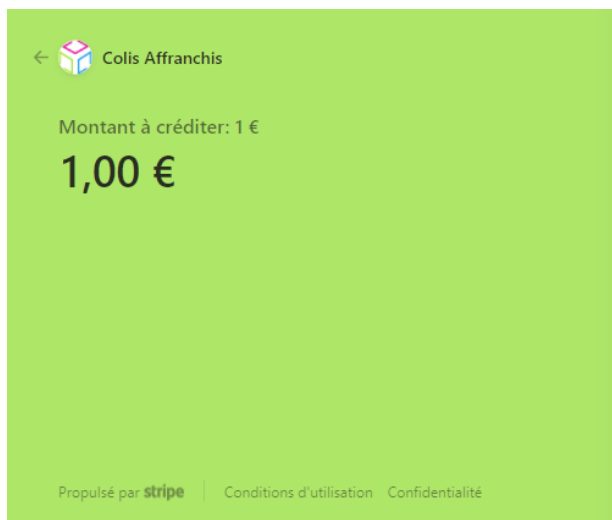 Colis Affranchis
Montant à créditer: 1 €
1,00 €
Propulsé par stripe Conditions d'utilisation Confidentialité